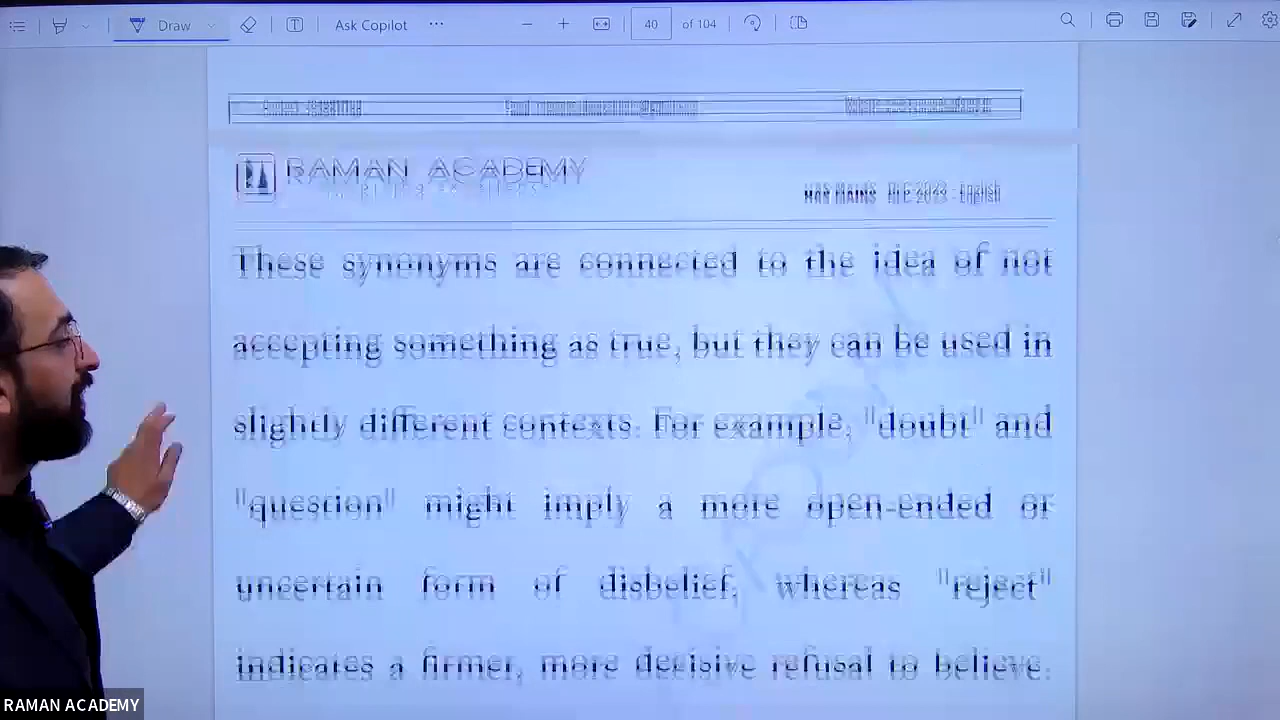 Draw
Ask Copilot
40 of 104
RAMAN ACADEMY
HAS MAINS DLC 2023 - English
These synonyms are connected to the idea of not
accepting something as true, but they can be used in
slightly different contexts. For example, "doubt" and
"question" might imply a more open-ended or
uncertain form of disbelief, whereas "reject"
indicates a firmer, more decisive refusal to believe.
RAMAN ACADEMY